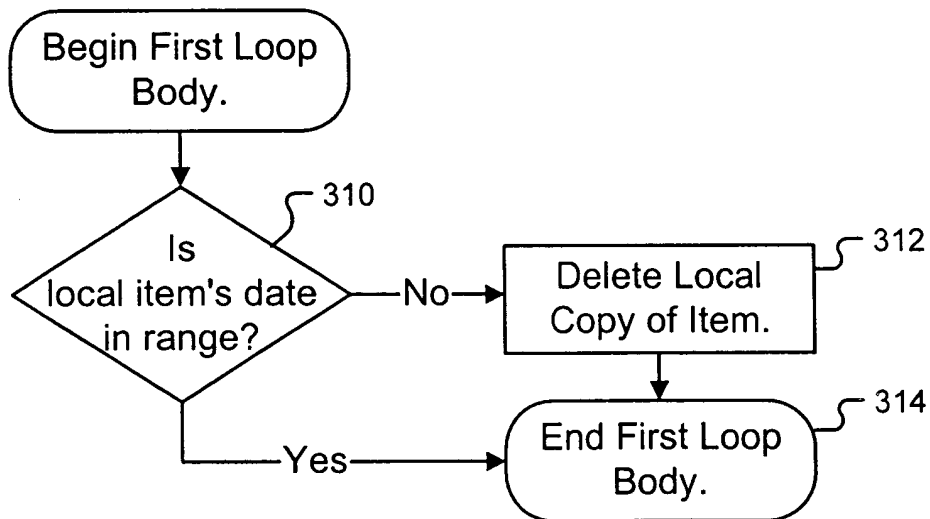 Begin First Loop
Body.
310
Is
local item's date
in range?
No
312
Delete Local
Copy of Item.
314
Yes
End First Loop
Body.